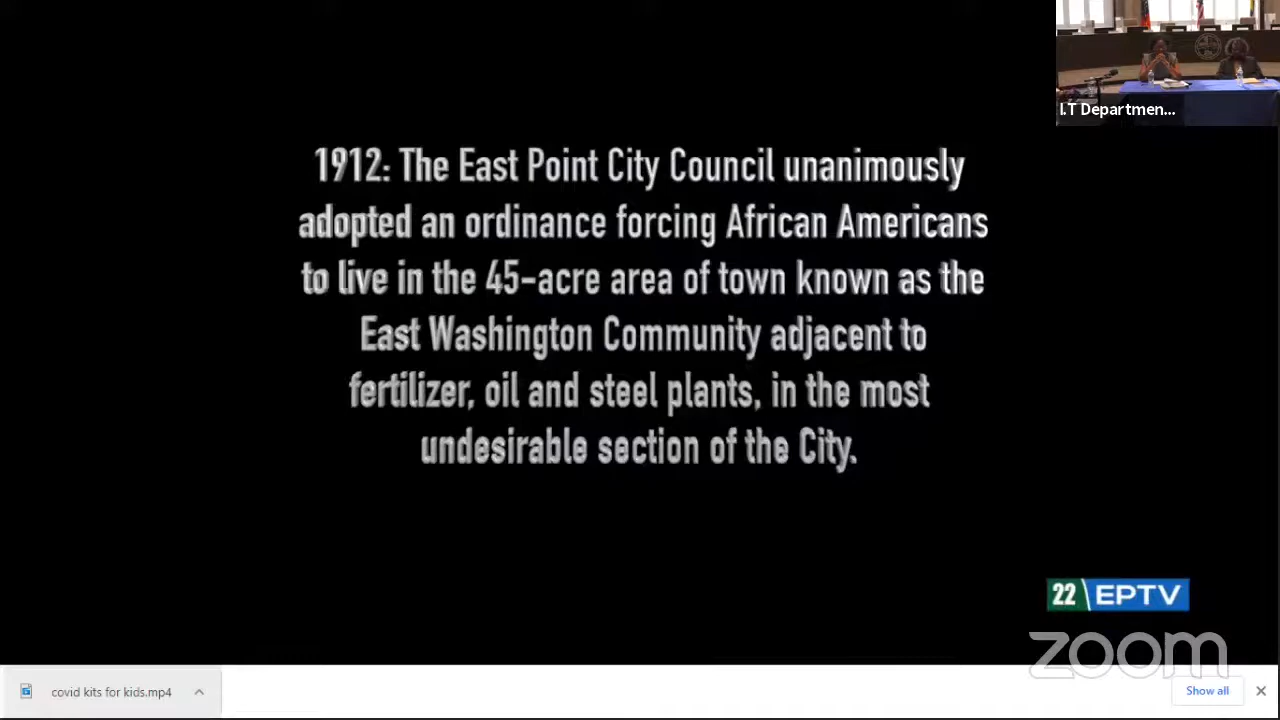 I.T Departmen...
1912: The East Point City Council unanimously
adopted an ordinance forcing African Americans
to live in the 45-acre area of town known as the
East Washington Community adjacent to
fertilizer, oil and steel plants, in the most
undesirable section of the City.
22 EPTV
zoom
covid kits for kids.mp4
Show all